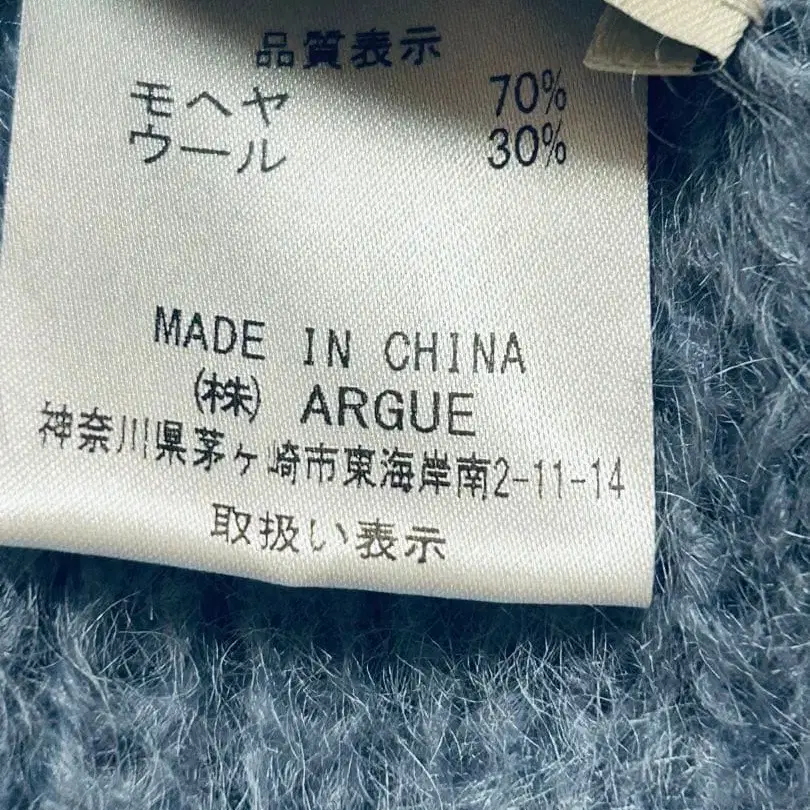 品質表示
モヘヤ 70%
ウール 30%
MADE IN CHINA
(株) ARGUE
神奈川県茅ヶ崎市東海岸南2-11-14
取扱い表示